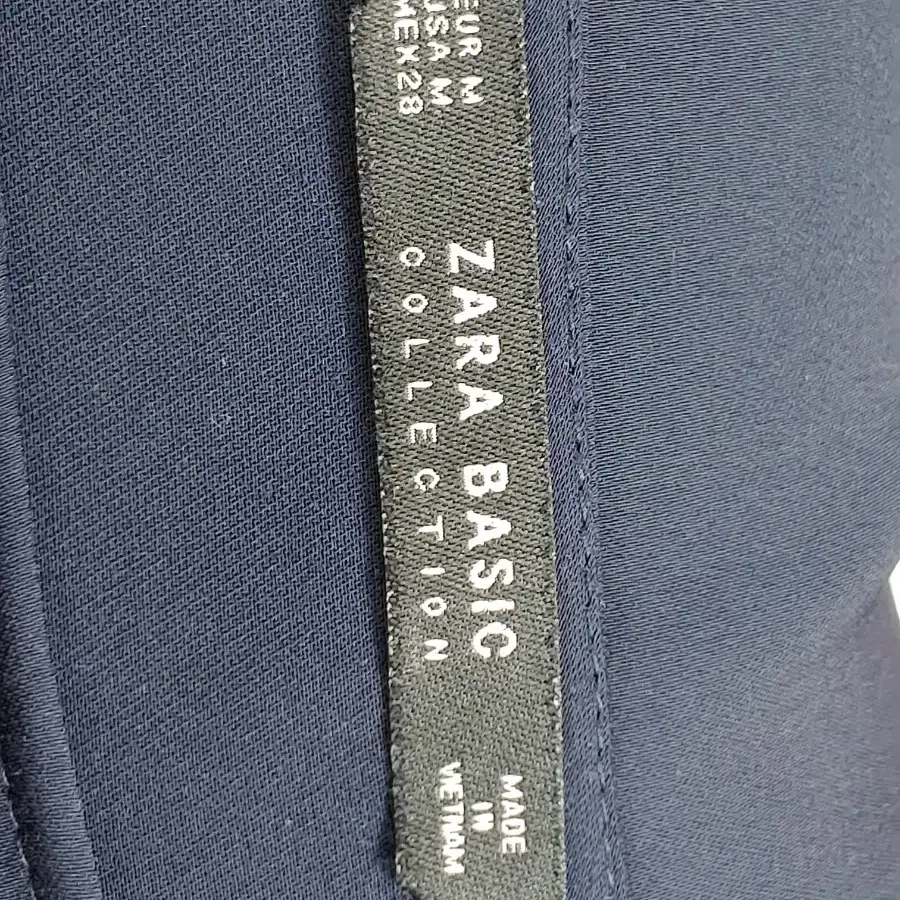 EUR M
USA M
MEX 28
ZARA BASIC
COLLECTION
MADE
IN
VIETNAM